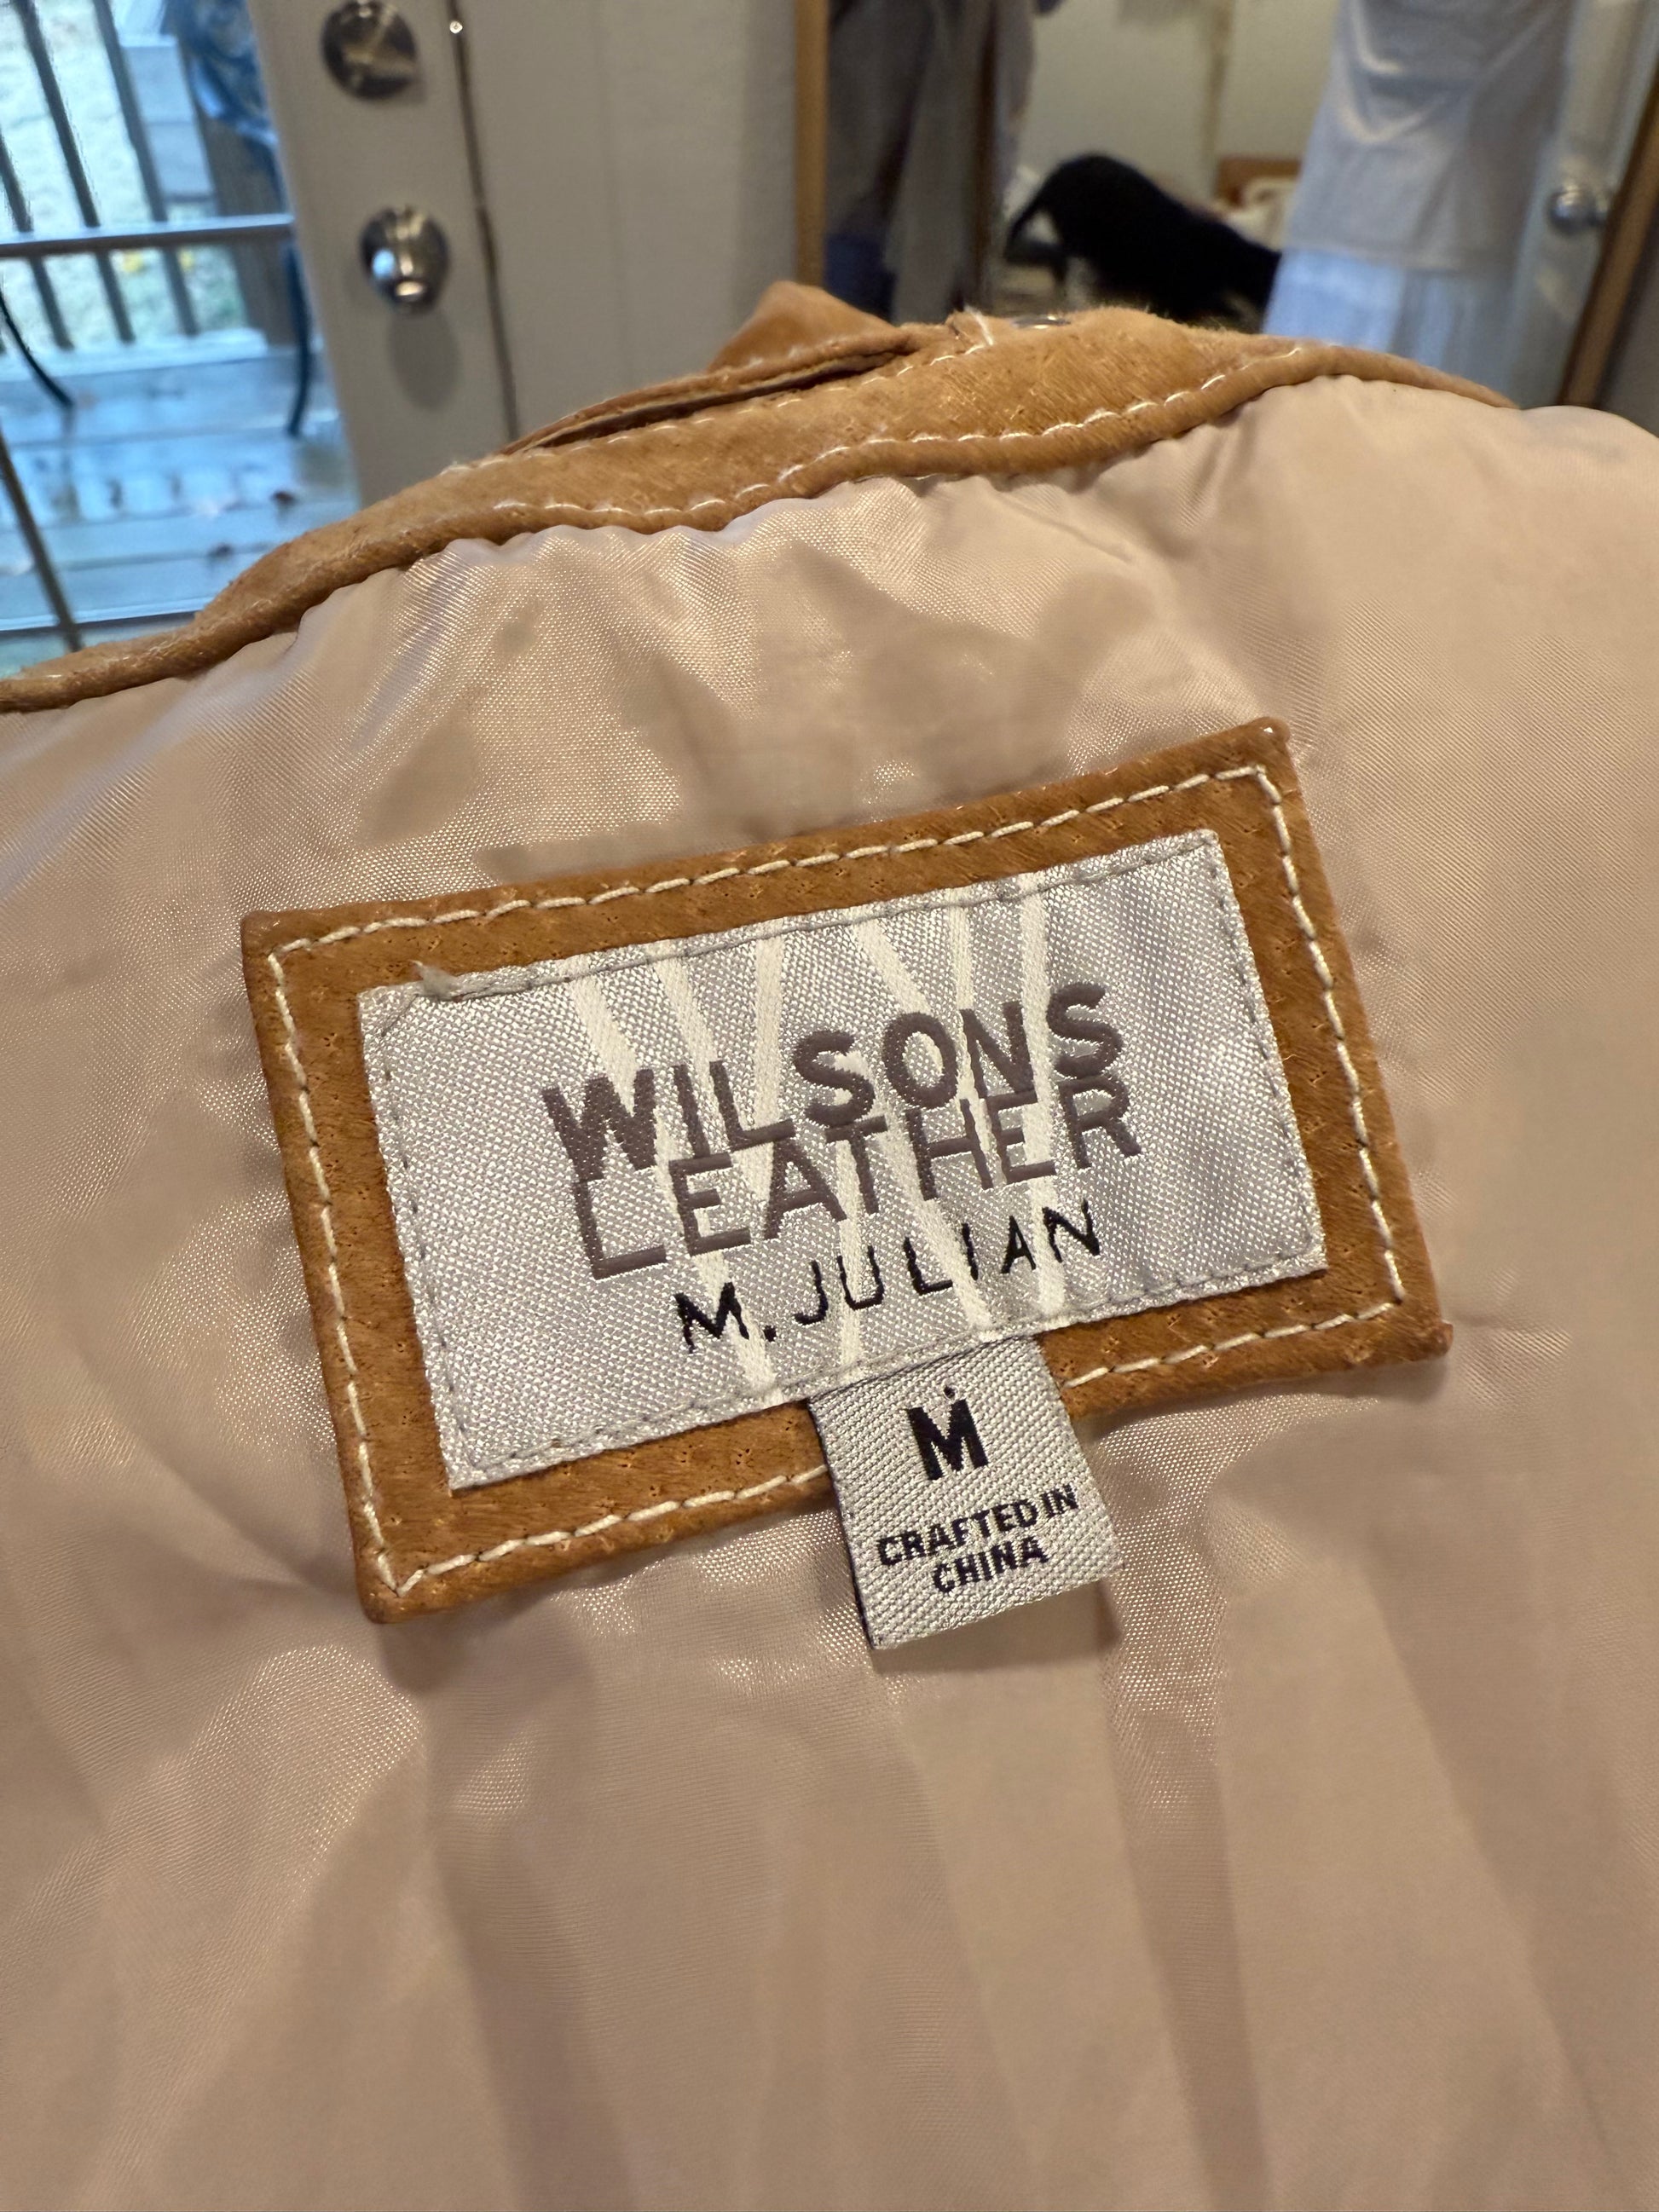 WILSONS
LEATHER
M. JULIAN
M
CRAFTED IN
CHINA